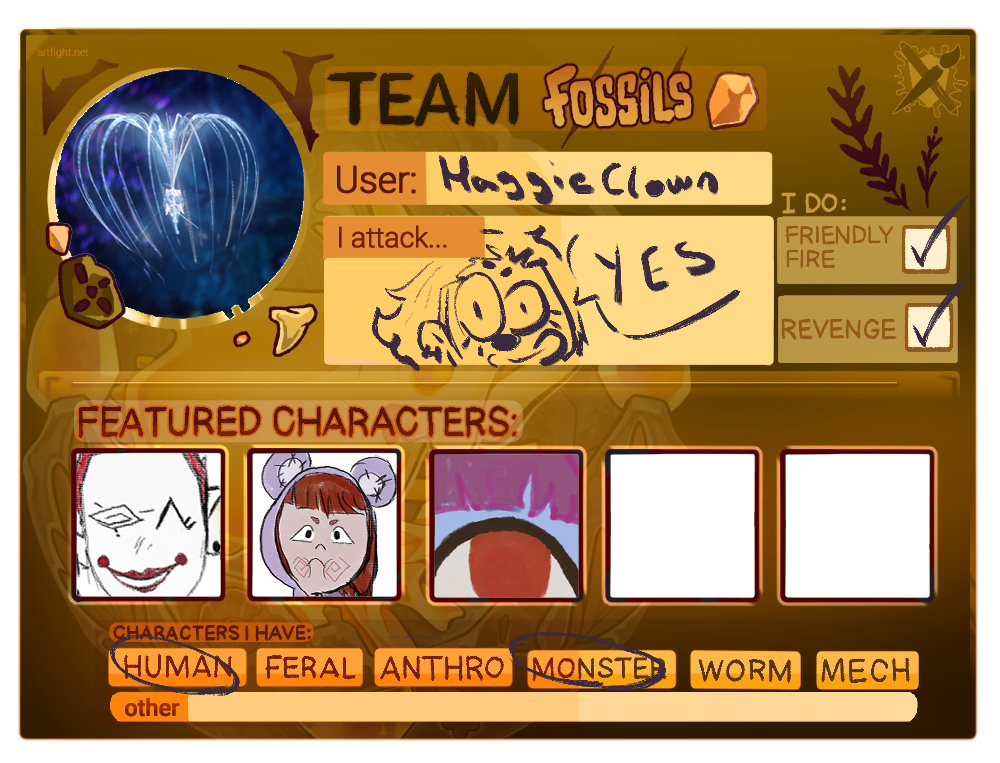 artfight.net
TEAM FOSSILS
User: MaggieClown
I attack...
YES
I DO:
FRIENDLY
FIRE
REVENGE
FEATURED CHARACTERS:
CHARACTERS I HAVE:
HUMAN FERAL ANTHRO MONSTER WORM MECH
other